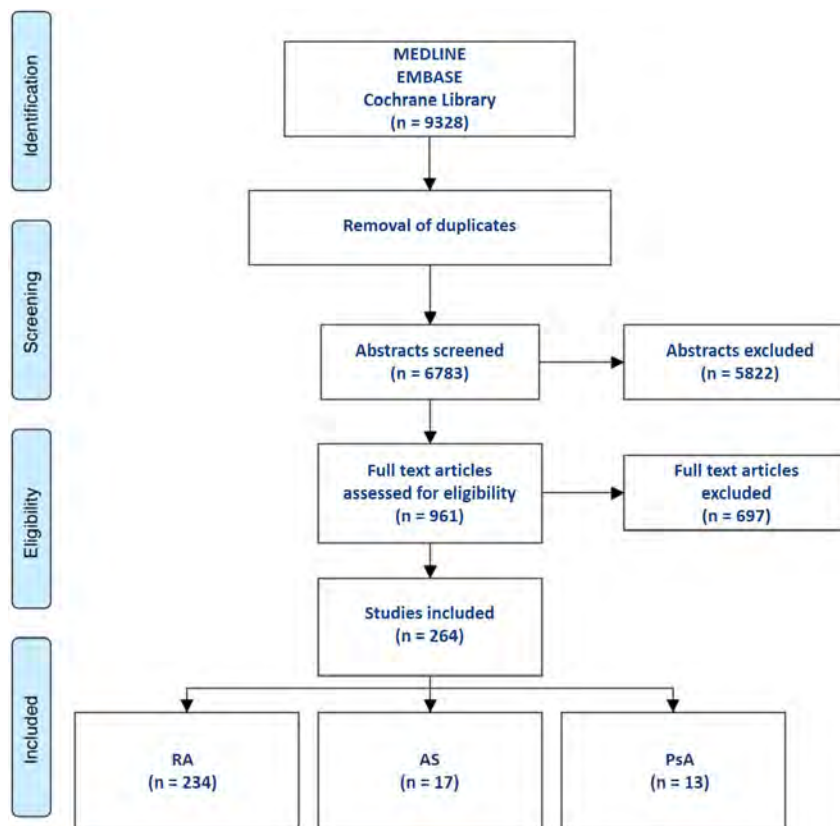 Identification
MEDLINE
EMBASE
Cochrane Library
(n = 9328)
Removal of duplicates
Screening
Abstracts screened
(n = 6783)
Abstracts excluded
(n = 5822)
Eligibility
Full text articles
assessed for eligibility
(n = 961)
Full text articles
excluded
(n = 697)
Studies included
(n = 264)
Included
RA
(n = 234)
AS
(n = 17)
PsA
(n = 13)